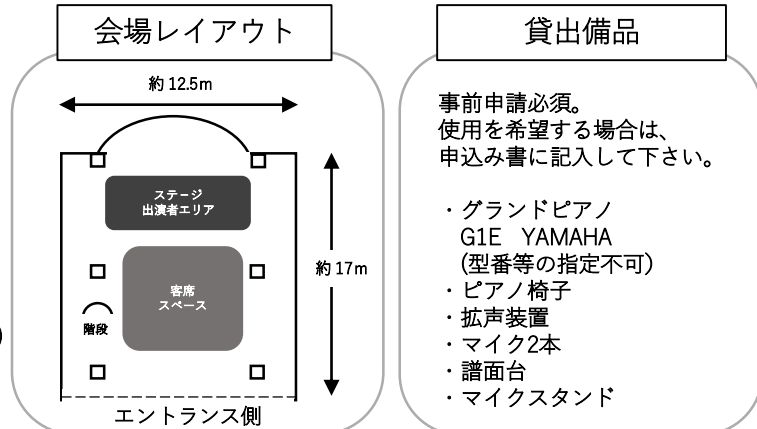 会場レイアウト
約 12.5m
ステージ
出演者エリア
約 17m
客席
スペース
階段
エントランス側
貸出備品
事前申請必須。
使用を希望する場合は、
申込み書に記入して下さい。
・グランドピアノ
G1E YAMAHA
(型番等の指定不可)
・ピアノ椅子
・拡声装置
・マイク2本
・譜面台
・マイクスタンド